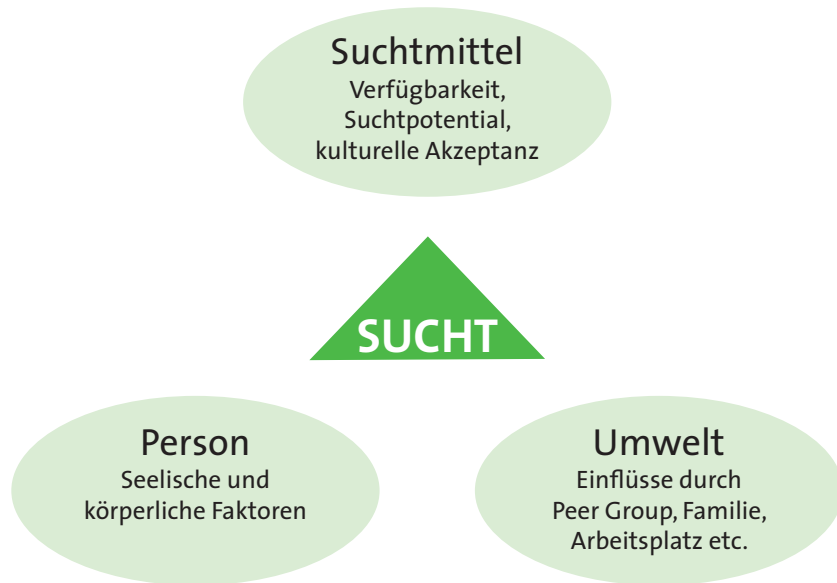 Suchtmittel
Verfügbarkeit,
Suchtpotential,
kulturelle Akzeptanz
SUCHT
Person
Seelische und
körperliche Faktoren
Umwelt
Einflüsse durch
Peer Group, Familie,
Arbeitsplatz etc.